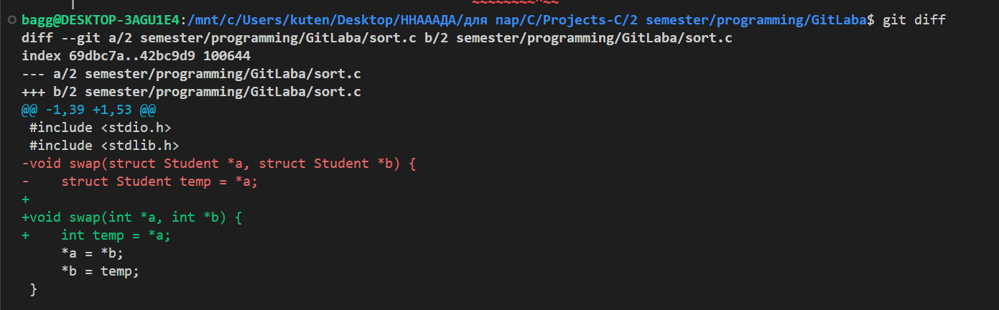 bagg@DESKTOP-3AGU1E4:/mnt/c/Users/kuten/Desktop/ННАААДА/для пар/C/Projects-C/2 semester/programming/GitLaba$ git diff
diff --git a/2 semester/programming/GitLaba/sort.c b/2 semester/programming/GitLaba/sort.c
index 69dbc7a..42bc9d9 100644
--- a/2 semester/programming/GitLaba/sort.c
+++ b/2 semester/programming/GitLaba/sort.c
@@ -1,39 +1,53 @@
 #include <stdio.h>
 #include <stdlib.h>
-void swap(struct Student *a, struct Student *b) {
-    struct Student temp = *a;
+
+void swap(int *a, int *b) {
+    int temp = *a;
     *a = *b;
     *b = temp;
 }